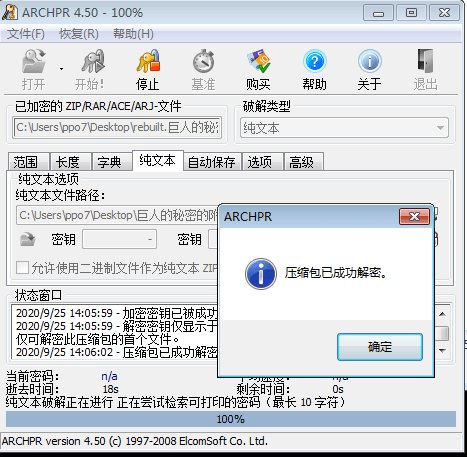 ARCHPR 4.50 - 100%
文件(F) 恢复(R) 帮助(H)
打开 开始! 停止 基准 购买 帮助 关于 退出
已加密的 ZIP/RAR/ACE/ARJ-文件 破解类型
C:\Users\ppo7\Desktop\rebuilt.巨人的秘 纯文本
范围 长度 字典 纯文本 自动保存 选项 高级
纯文本选项
纯文本文件路径:
C:\Users\ppo7\Desktop\巨人的秘密的附
密钥 - 密钥
允许使用二进制文件作为纯文本 ZIP
ARCHPR
压缩包已成功解密。
确定
状态窗口
2020/9/25 14:05:59 - 加密密钥已被成功
2020/9/25 14:05:59 - 解密密钥仅显示于
仅可解密此压缩包的首个文件。
2020/9/25 14:06:02 - 压缩包已成功解密
当前密码: n/a n/a
逝去时间: 18s 剩余时间: 0s
纯文本破解正在进行 正在尝试检索可打印的密码 (最长 10 字符)
100%
ARCHPR version 4.50 (c) 1997-2008 ElcomSoft Co. Ltd.